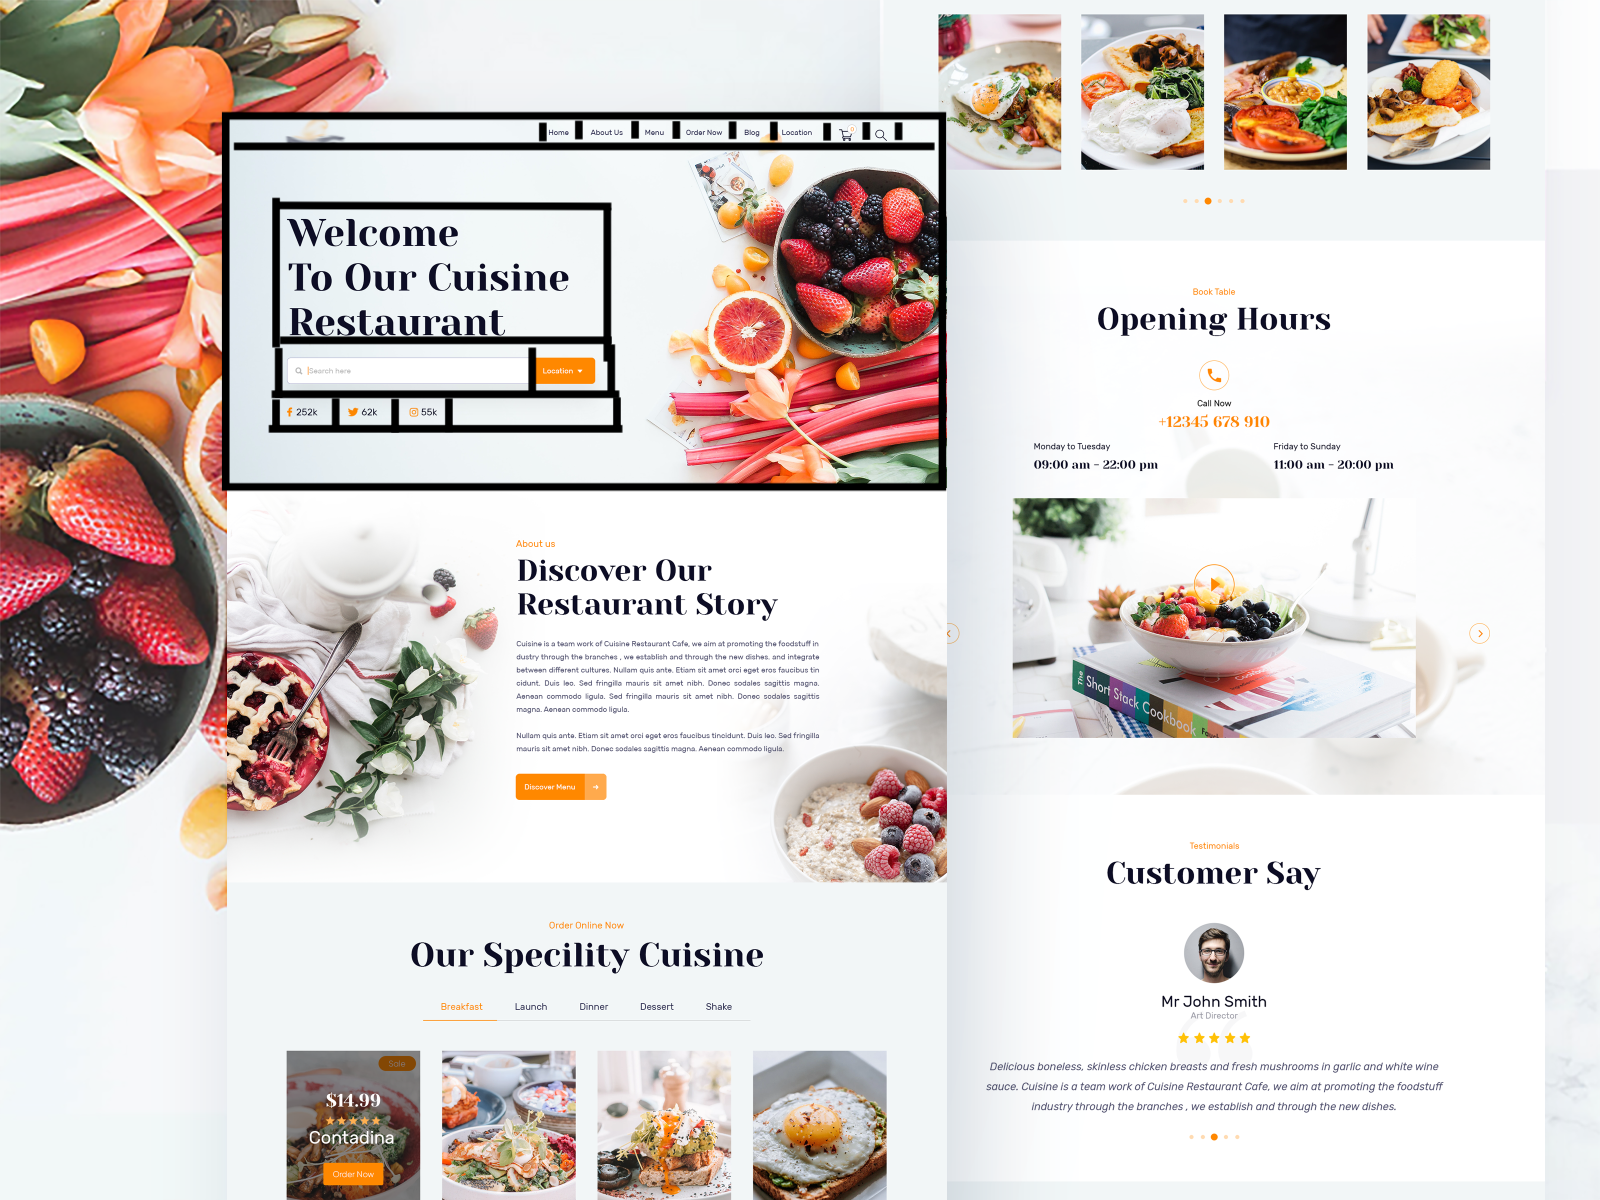 Home About Us Menu Order Now Blog Location
Welcome
To Our Cuisine
Restaurant
Search here
Location
252k 62k 55k
About us
Discover Our
Restaurant Story
Cuisine is a team work of Cuisine Restaurant Cafe, we aim at promoting the foodstuff in
dustry through the branches , we establish and through the new dishes. and integrate
between different cultures. Nullam quis ante. Etiam sit amet orci eget eros faucibus tin
cidunt. Duis leo. Sed fringilla mauris sit amet nibh. Donec sodales sagittis magna.
Aenean commodo ligula. Sed fringilla mauris sit amet nibh. Donec sodales sagittis
magna. Aenean commodo ligula.
Nullam quis ante. Etiam sit amet orci eget eros faucibus tincidunt. Duis leo. Sed fringilla
mauris sit amet nibh. Donec sodales sagittis magna. Aenean commodo ligula.
Discover Menu
Order Online Now
Our Specility Cuisine
Breakfast Launch Dinner Dessert Shake
Sale
$14.99
Contadina
Order Now
Book Table
Opening Hours
Call Now
+12345 678 910
Monday to Tuesday
09:00 am - 22:00 pm
Friday to Sunday
11:00 am - 20:00 pm
The Short Stack Cookbook
Testimonials
Customer Say
Mr John Smith
Art Director
Delicious boneless, skinless chicken breasts and fresh mushrooms in garlic and white wine
sauce. Cuisine is a team work of Cuisine Restaurant Cafe, we aim at promoting the foodstuff
industry through the branches , we establish and through the new dishes.